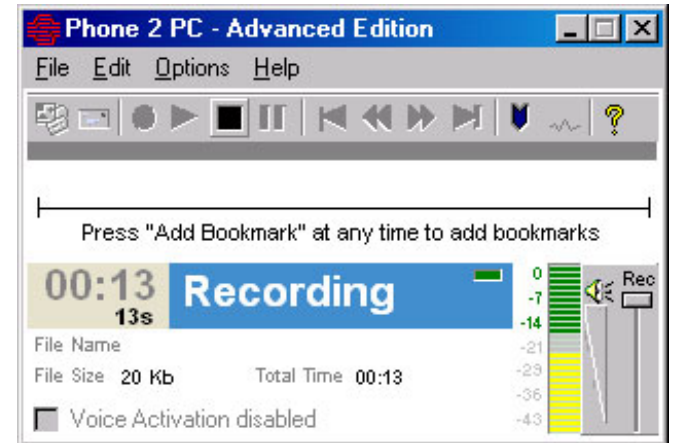 Phone 2 PC - Advanced Edition
File Edit Options Help
Press "Add Bookmark" at any time to add bookmarks
00:13
13s
Recording
0
-7
-14
-21
-29
-36
-43
Rec
File Name
File Size 20 Kb Total Time 00:13
Voice Activation disabled